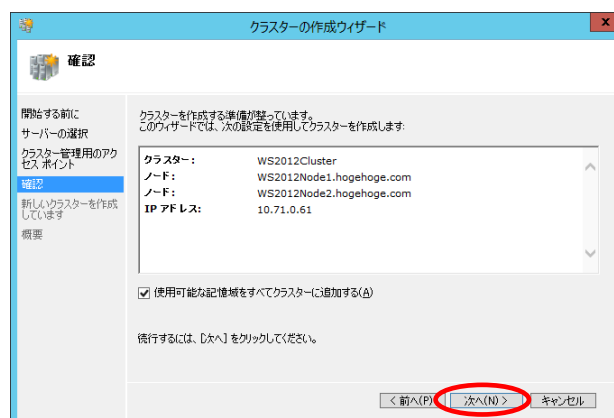 クラスターの作成ウィザード
x
確認
開始する前に
サーバーの選択
クラスター管理用のアク
セス ポイント
確認
新しいクラスターを作成
しています
概要
クラスターを作成する準備が整っています。
このウィザードでは、次の設定を使用してクラスターを作成します:
クラスター: WS2012Cluster
ノード: WS2012Node1.hogehoge.com
ノード: WS2012Node2.hogehoge.com
IP アドレス: 10.71.0.61
使用可能な記憶域をすべてクラスターに追加する(A)
続行するには、[次へ] をクリックしてください。
< 前へ(P) 次へ(N) > キャンセル